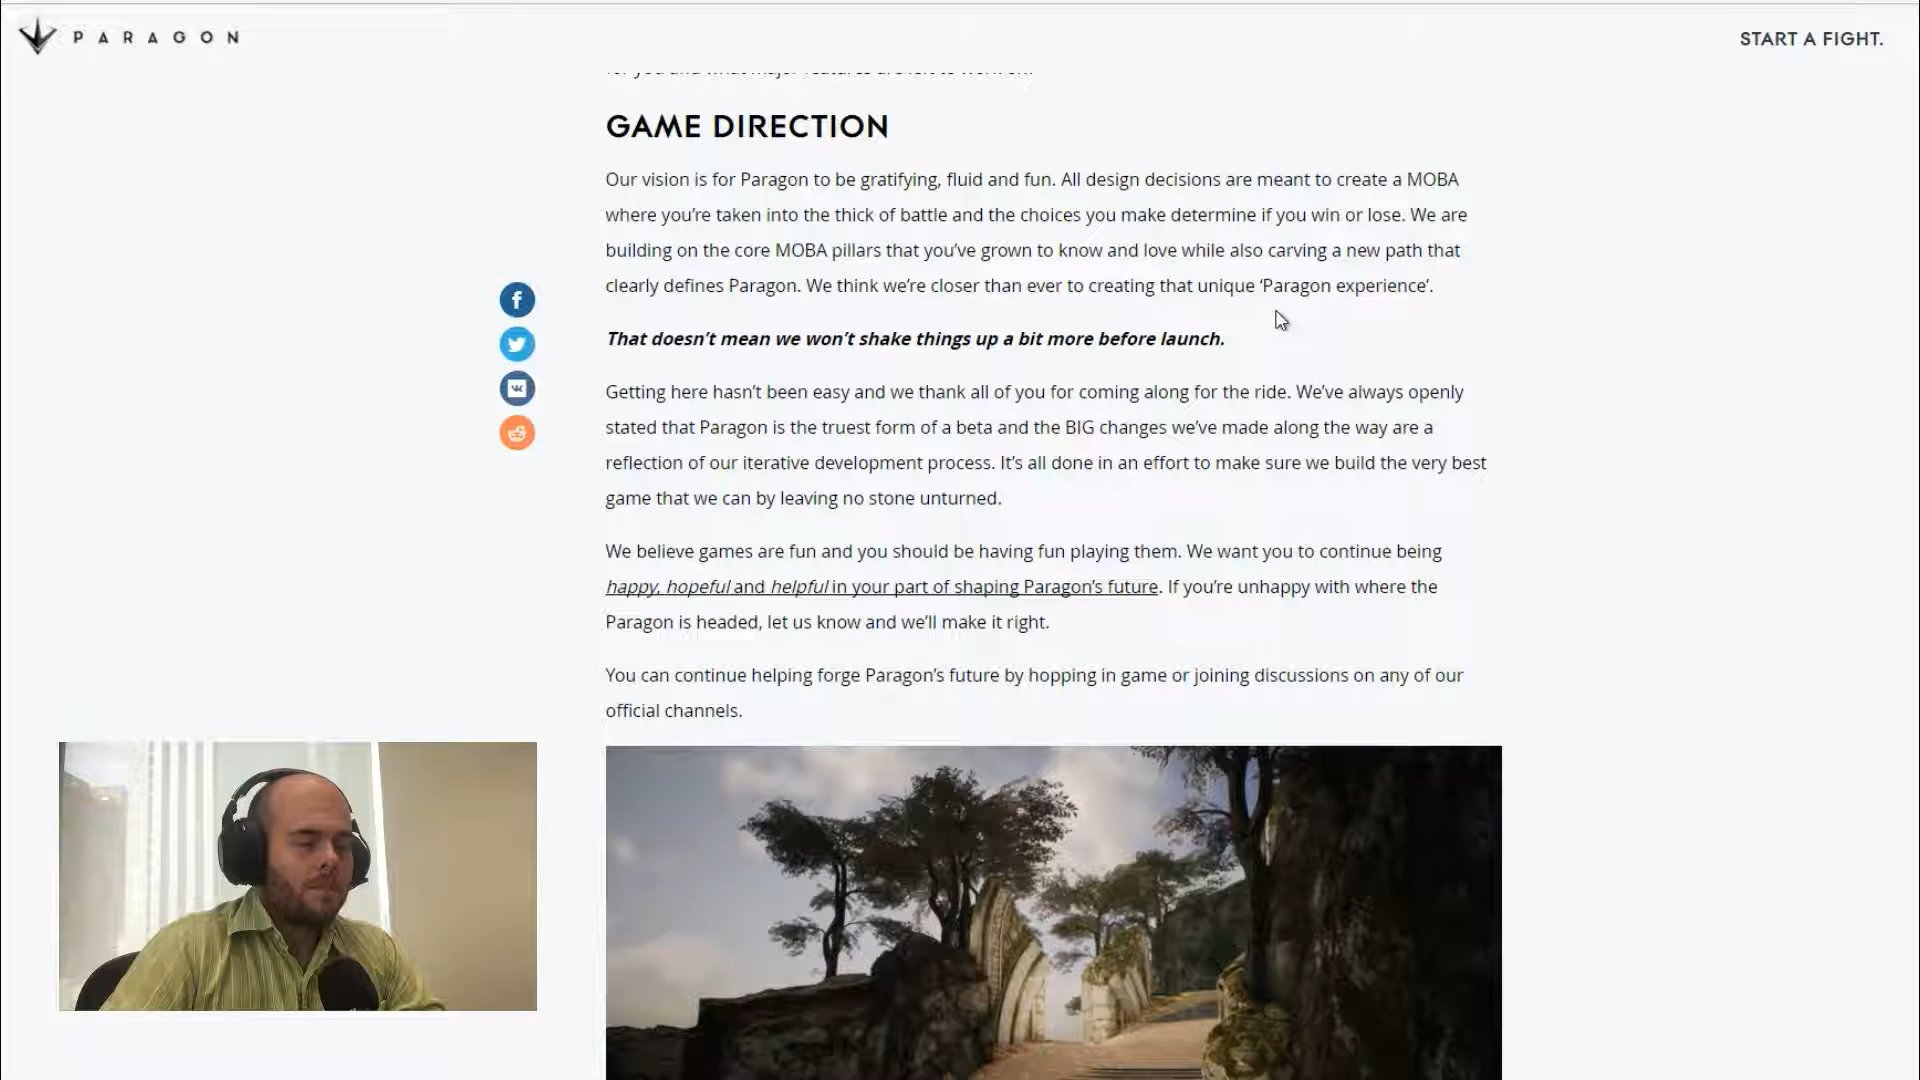 PARAGON
START A FIGHT.
for you and what major features are left to work on.
GAME DIRECTION
Our vision is for Paragon to be gratifying, fluid and fun. All design decisions are meant to create a MOBA
where you’re taken into the thick of battle and the choices you make determine if you win or lose. We are
building on the core MOBA pillars that you’ve grown to know and love while also carving a new path that
clearly defines Paragon. We think we’re closer than ever to creating that unique ‘Paragon experience’.
That doesn’t mean we won’t shake things up a bit more before launch.
Getting here hasn’t been easy and we thank all of you for coming along for the ride. We’ve always openly
stated that Paragon is the truest form of a beta and the BIG changes we’ve made along the way are a
reflection of our iterative development process. It’s all done in an effort to make sure we build the very best
game that we can by leaving no stone unturned.
We believe games are fun and you should be having fun playing them. We want you to continue being
happy, hopeful and helpful in your part of shaping Paragon’s future. If you’re unhappy with where the
Paragon is headed, let us know and we’ll make it right.
You can continue helping forge Paragon’s future by hopping in game or joining discussions on any of our
official channels.